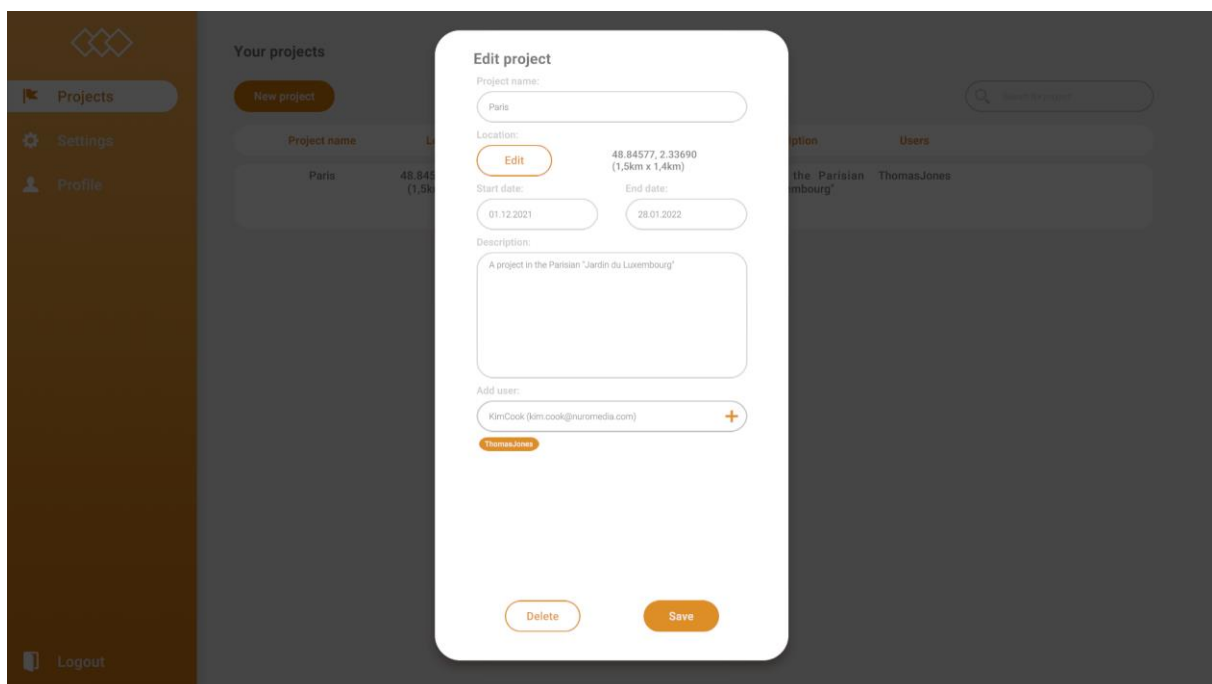 Your projects
New project
Projects
Settings
Profile
Logout
Project name
Users
Paris
48.845
(1,5k
the Parisian
ThomasJones
Edit project
Project name:
Paris
Location:
Edit
48.84577, 2.33690
(1,5km x 1,4km)
Start date:
End date:
01.12.2021
28.01.2022
Description:
A project in the Parisian "Jardin du Luxembourg"
Add user:
KimCook (kim.cook@nuromedia.com)
ThomasJones
Delete
Save